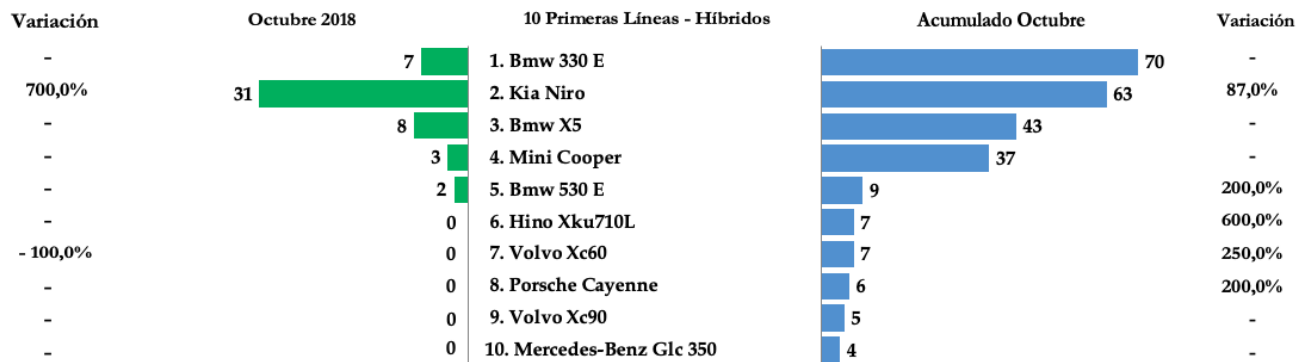 Variación Octubre 2018 10 Primeras Líneas - Híbridos Acumulado Octubre Variación
- 7 1. Bmw 330 E 70 -
700,0% 31 2. Kia Niro 63 87,0%
- 8 3. Bmw X5 43 -
- 3 4. Mini Cooper 37 -
- 2 5. Bmw 530 E 9 200,0%
- 0 6. Hino Xku710L 7 600,0%
- 100,0% 0 7. Volvo Xc60 7 250,0%
- 0 8. Porsche Cayenne 6 200,0%
- 0 9. Volvo Xc90 5 -
- 0 10. Mercedes-Benz Glc 350 4 -